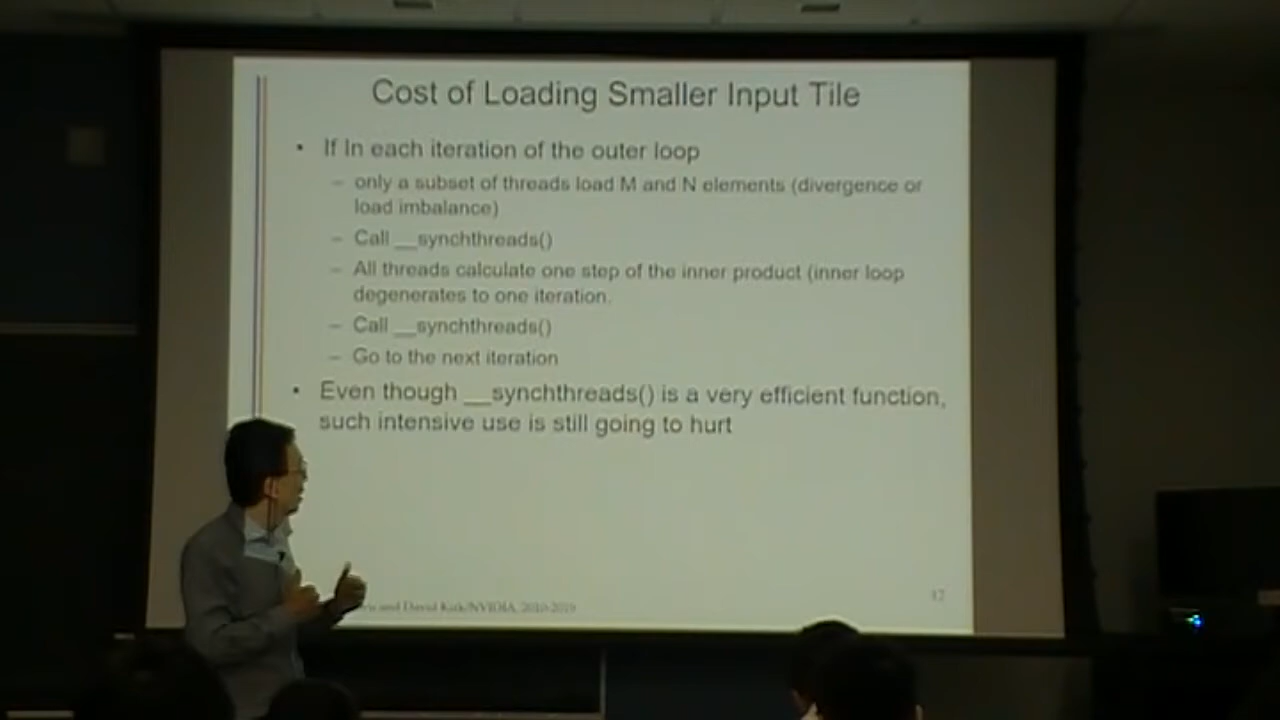 Cost of Loading Smaller Input Tile
• If In each iteration of the outer loop
– only a subset of threads load M and N elements (divergence or
load imbalance)
– Call __synchthreads()
– All threads calculate one step of the inner product (inner loop
degenerates to one iteration.
– Call __synchthreads()
– Go to the next iteration
• Even though __synchthreads() is a very efficient function,
such intensive use is still going to hurt
and David Kirk/NVIDIA, 2010-2019